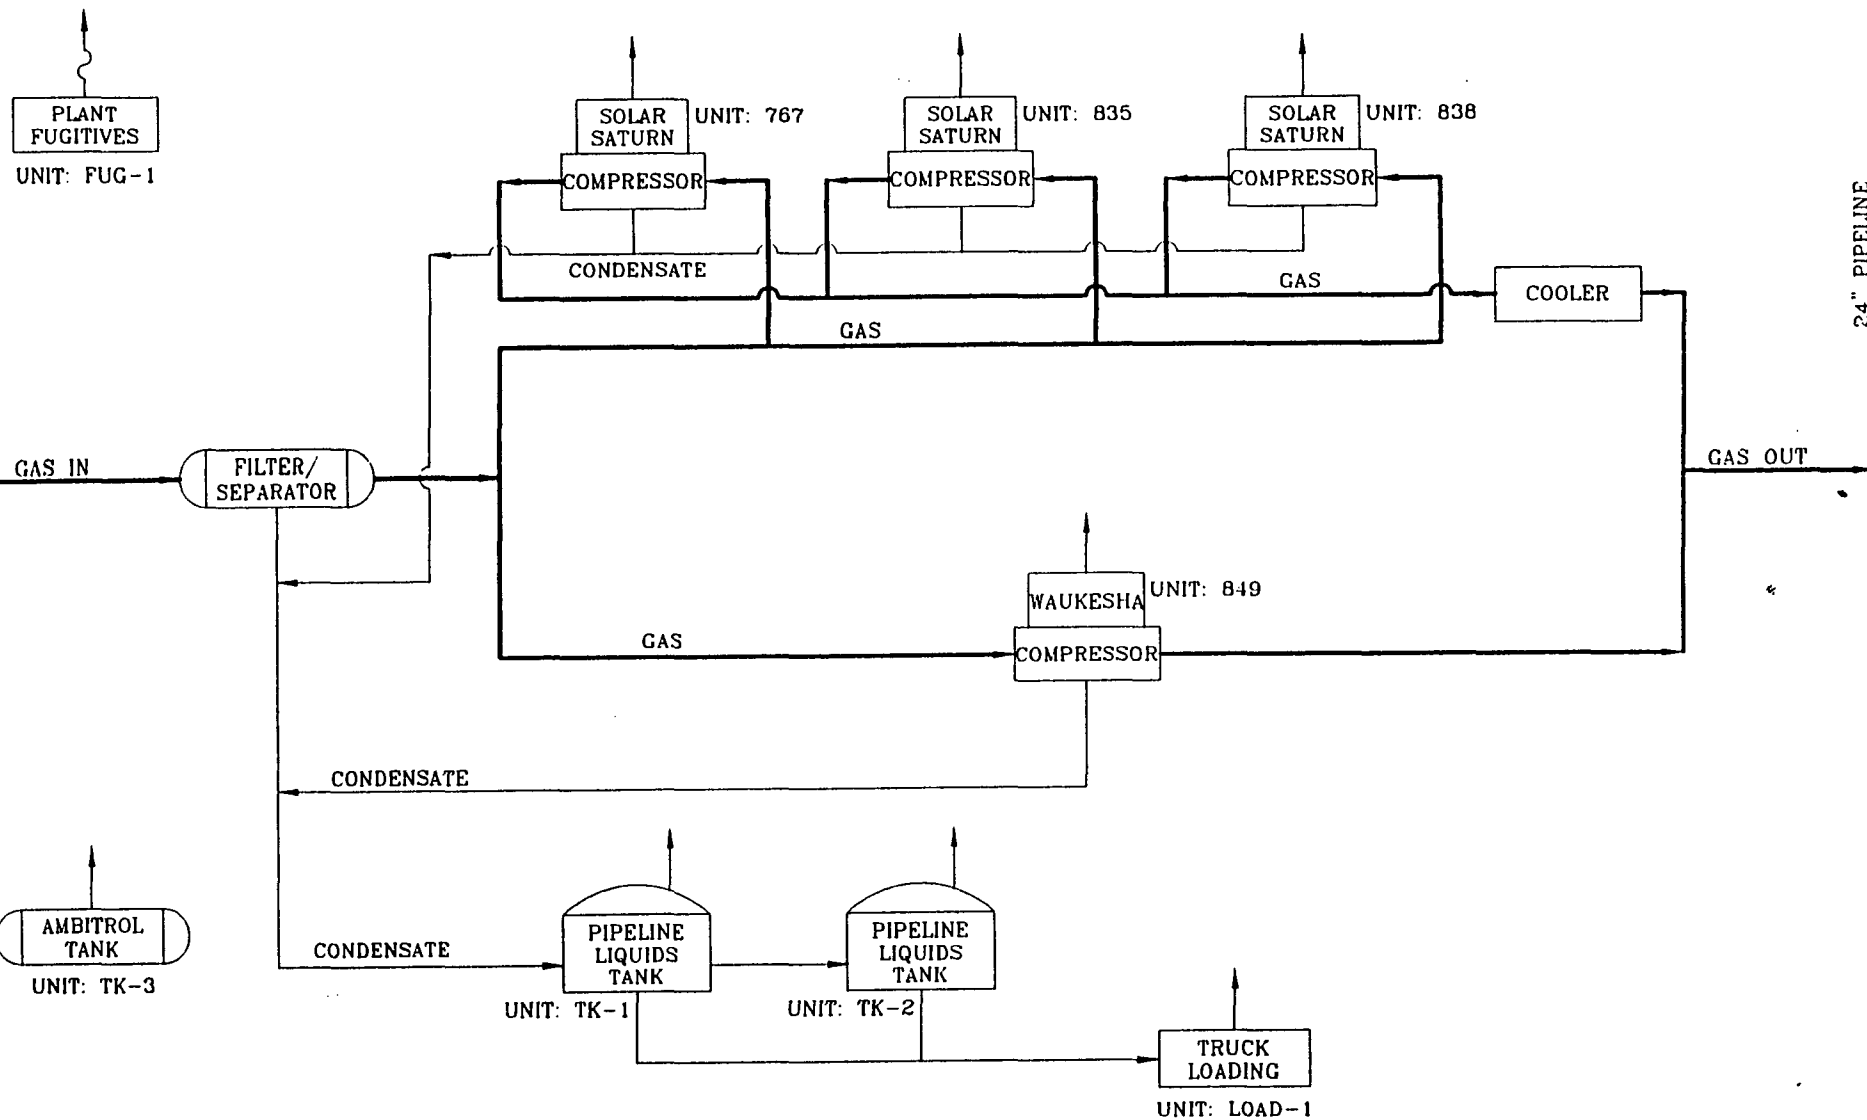 PLANT
FUGITIVES
UNIT: FUG-1
SOLAR
SATURN
UNIT: 767
COMPRESSOR
SOLAR
SATURN
UNIT: 835
COMPRESSOR
SOLAR
SATURN
UNIT: 838
COMPRESSOR
24" PIPELINE
CONDENSATE
GAS
COOLER
GAS
GAS IN
FILTER/
SEPARATOR
GAS OUT
WAUKESHA
UNIT: 849
GAS
COMPRESSOR
CONDENSATE
AMBITROL
TANK
UNIT: TK-3
CONDENSATE
PIPELINE
LIQUIDS
TANK
UNIT: TK-1
PIPELINE
LIQUIDS
TANK
UNIT: TK-2
TRUCK
LOADING
UNIT: LOAD-1